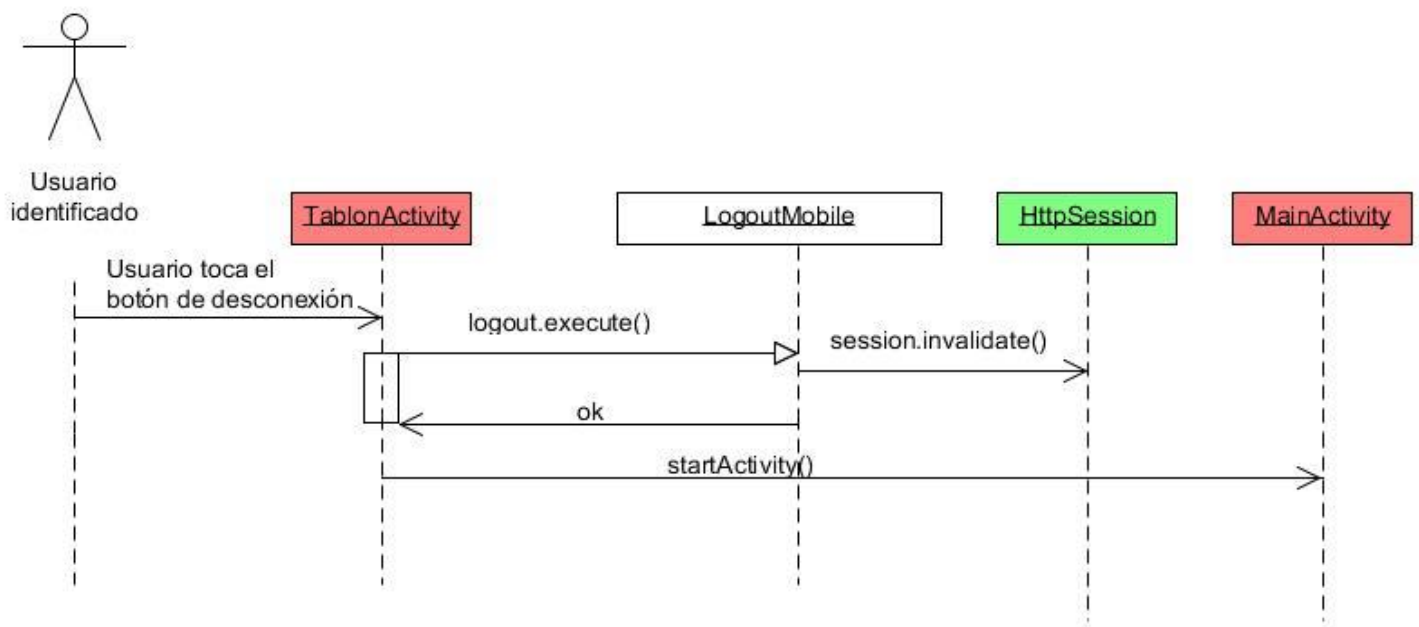 Usuario
identificado
TablonActivity
LogoutMobile
HttpSession
MainActivity
Usuario toca el
botón de desconexión
logout.execute()
session.invalidate()
ok
startActivity()